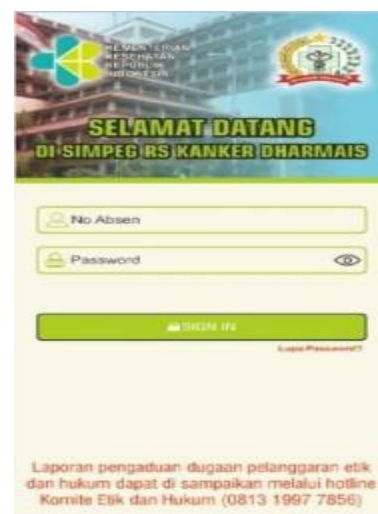 KEMENTERIAN
KESEHATAN
REPUBLIK
INDONESIA
SELAMAT DATANG
DI SIMPEG RS KANKER DHARMAIS
No Absen
Password
SIGN IN
Lupa Password?
Laporan pengaduan dugaan pelanggaran etik
dan hukum dapat di sampaikan melalui hotline
Komite Etik dan Hukum (0813 1997 7856)